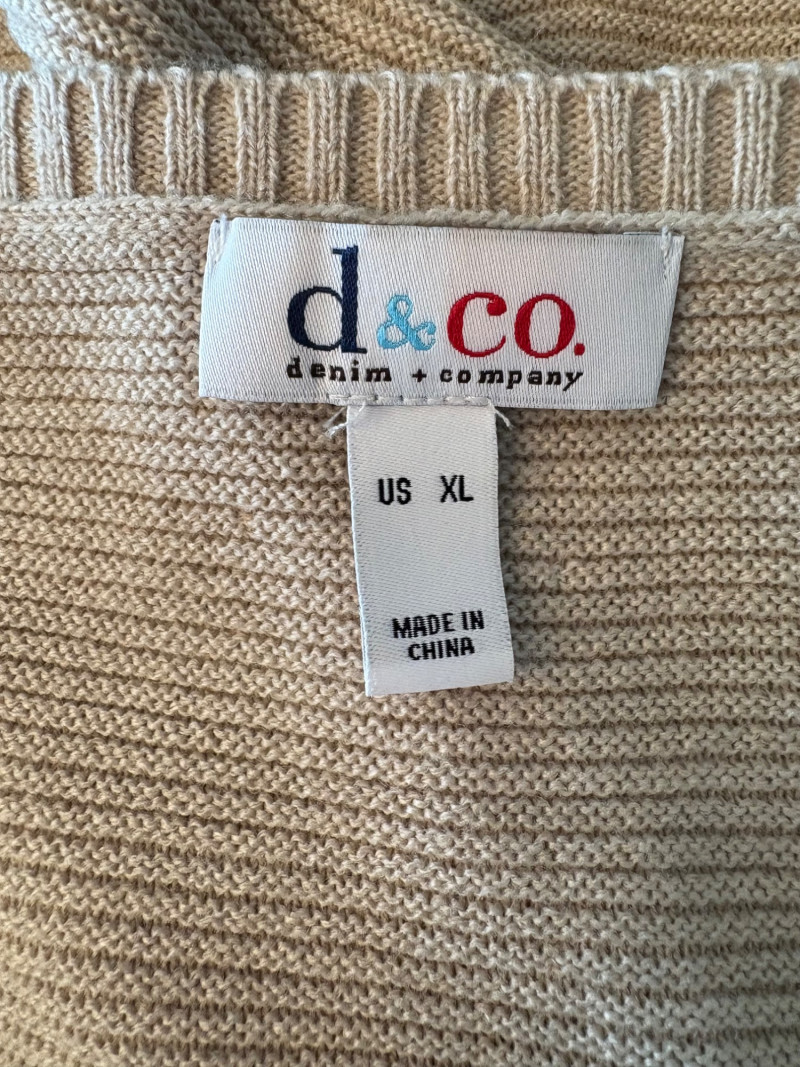 d&co.
denim + company
US XL
MADE IN
CHINA